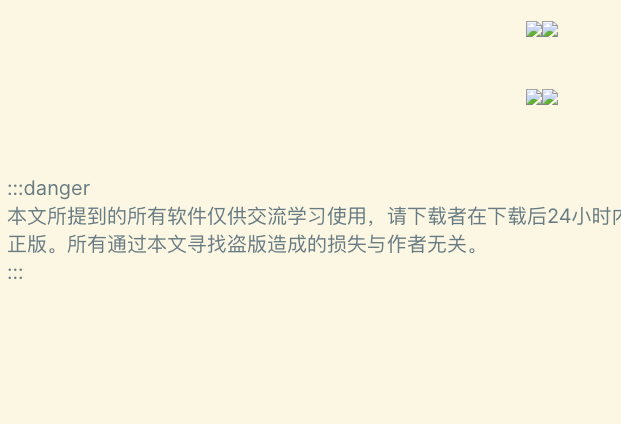 :::danger
本文所提到的所有软件仅供交流学习使用，请下载者在下载后24小时内
正版。所有通过本文寻找盗版造成的损失与作者无关。
:::